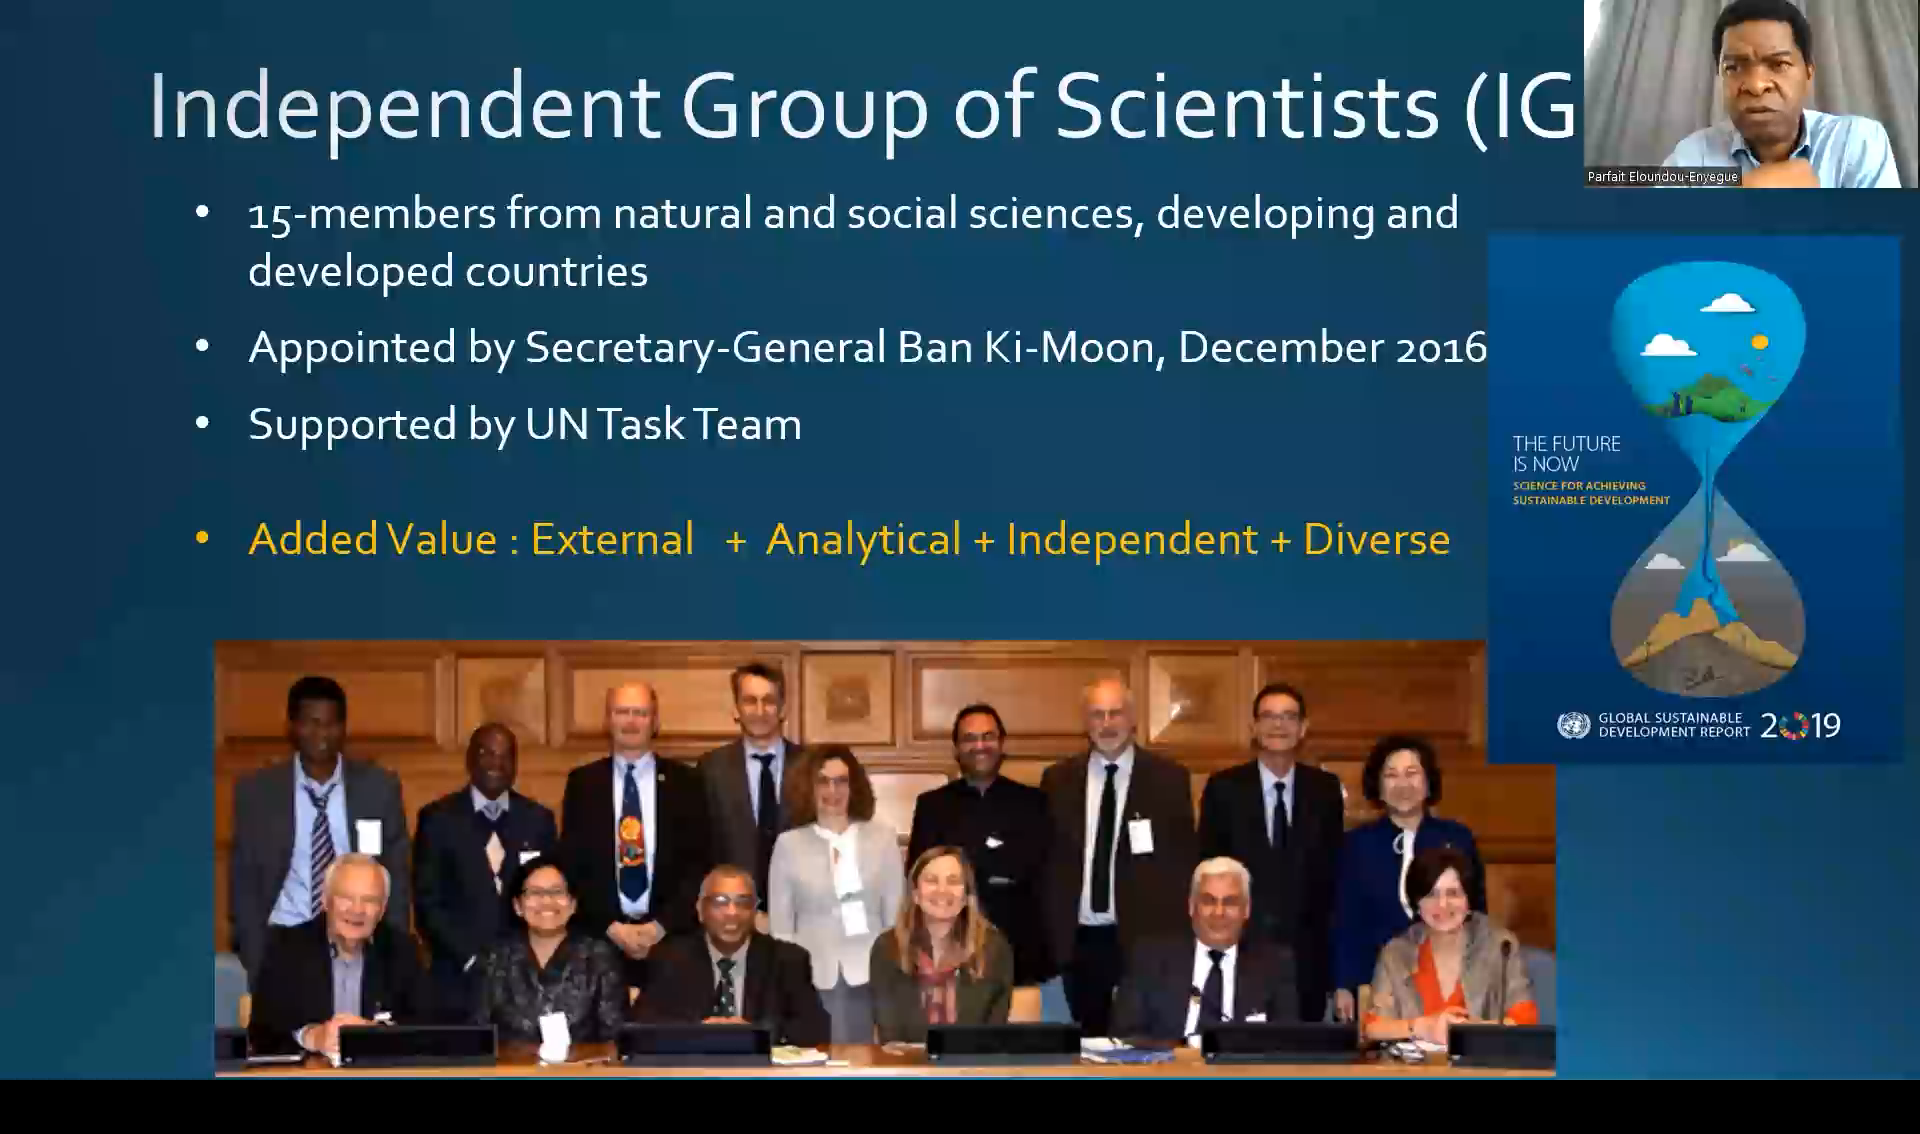 Independent Group of Scientists (IG
Parfait Eloundou-Enyegue
• 15-members from natural and social sciences, developing and
developed countries
• Appointed by Secretary-General Ban Ki-Moon, December 2016
• Supported by UN Task Team
• Added Value : External + Analytical + Independent + Diverse
THE FUTURE
IS NOW
SCIENCE FOR ACHIEVING
SUSTAINABLE DEVELOPMENT
GLOBAL SUSTAINABLE
DEVELOPMENT REPORT 2019